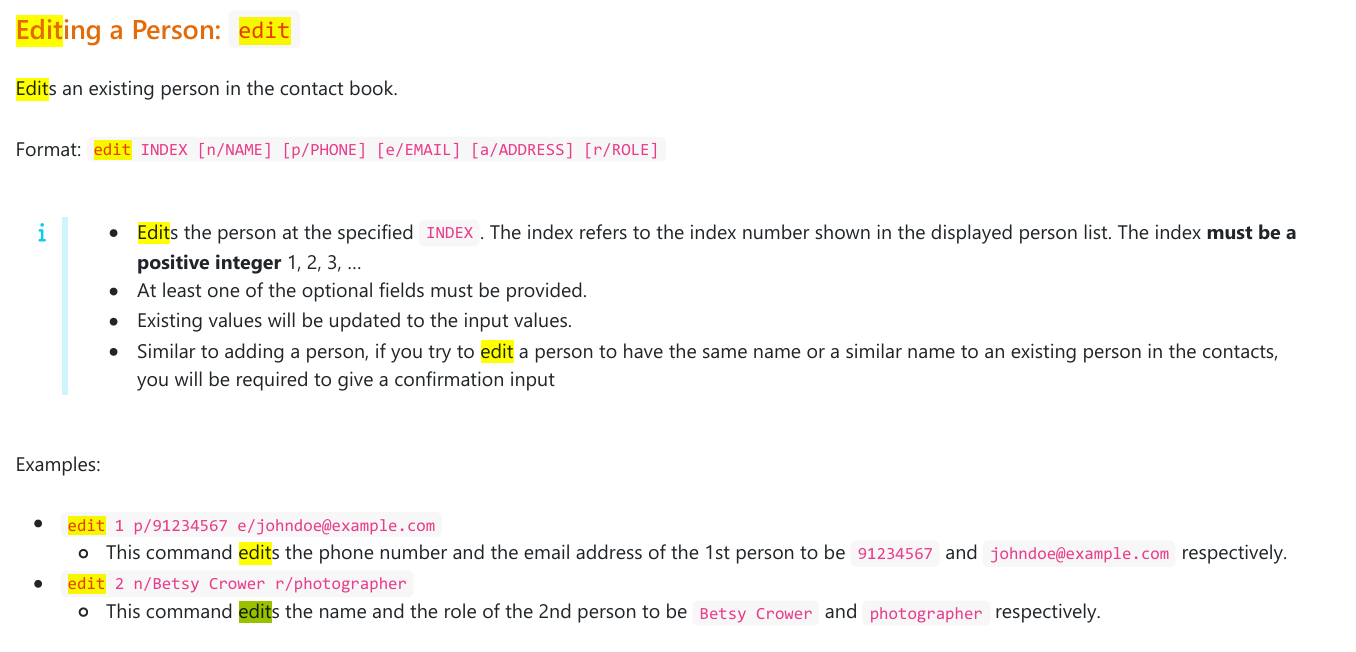 Editing a Person: edit
Edits an existing person in the contact book.
Format: edit INDEX [n/NAME] [p/PHONE] [e/EMAIL] [a/ADDRESS] [r/ROLE]
i
• Edits the person at the specified INDEX. The index refers to the index number shown in the displayed person list. The index must be a
positive integer 1, 2, 3, …
• At least one of the optional fields must be provided.
• Existing values will be updated to the input values.
• Similar to adding a person, if you try to edit a person to have the same name or a similar name to an existing person in the contacts,
you will be required to give a confirmation input
Examples:
• edit 1 p/91234567 e/johndoe@example.com
◦ This command edits the phone number and the email address of the 1st person to be 91234567 and johndoe@example.com respectively.
• edit 2 n/Betsy Crower r/photographer
◦ This command edits the name and the role of the 2nd person to be Betsy Crower and photographer respectively.